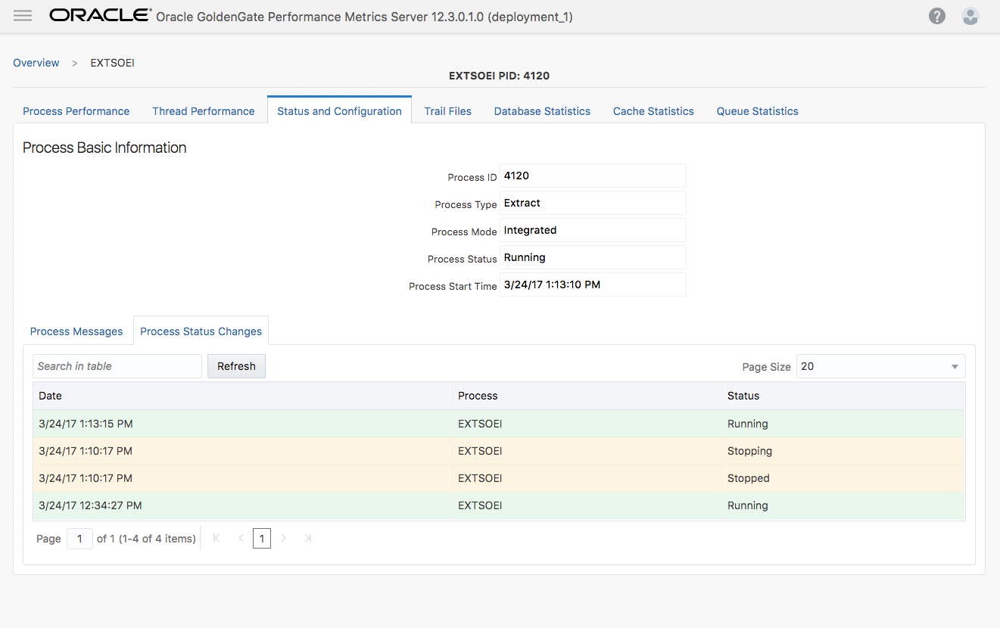 ORACLE® Oracle GoldenGate Performance Metrics Server 12.3.0.1.0 (deployment_1) ?
Overview > EXTSOEI
EXTSOEI PID: 4120
Process Performance Thread Performance Status and Configuration Trail Files Database Statistics Cache Statistics Queue Statistics
Process Basic Information
Process ID 4120
Process Type Extract
Process Mode Integrated
Process Status Running
Process Start Time 3/24/17 1:13:10 PM
Process Messages Process Status Changes
Search in table Refresh Page Size 20
Date Process Status
3/24/17 1:13:15 PM EXTSOEI Running
3/24/17 1:10:17 PM EXTSOEI Stopping
3/24/17 1:10:17 PM EXTSOEI Stopped
3/24/17 12:34:27 PM EXTSOEI Running
Page 1 of 1 (1-4 of 4 items) 1